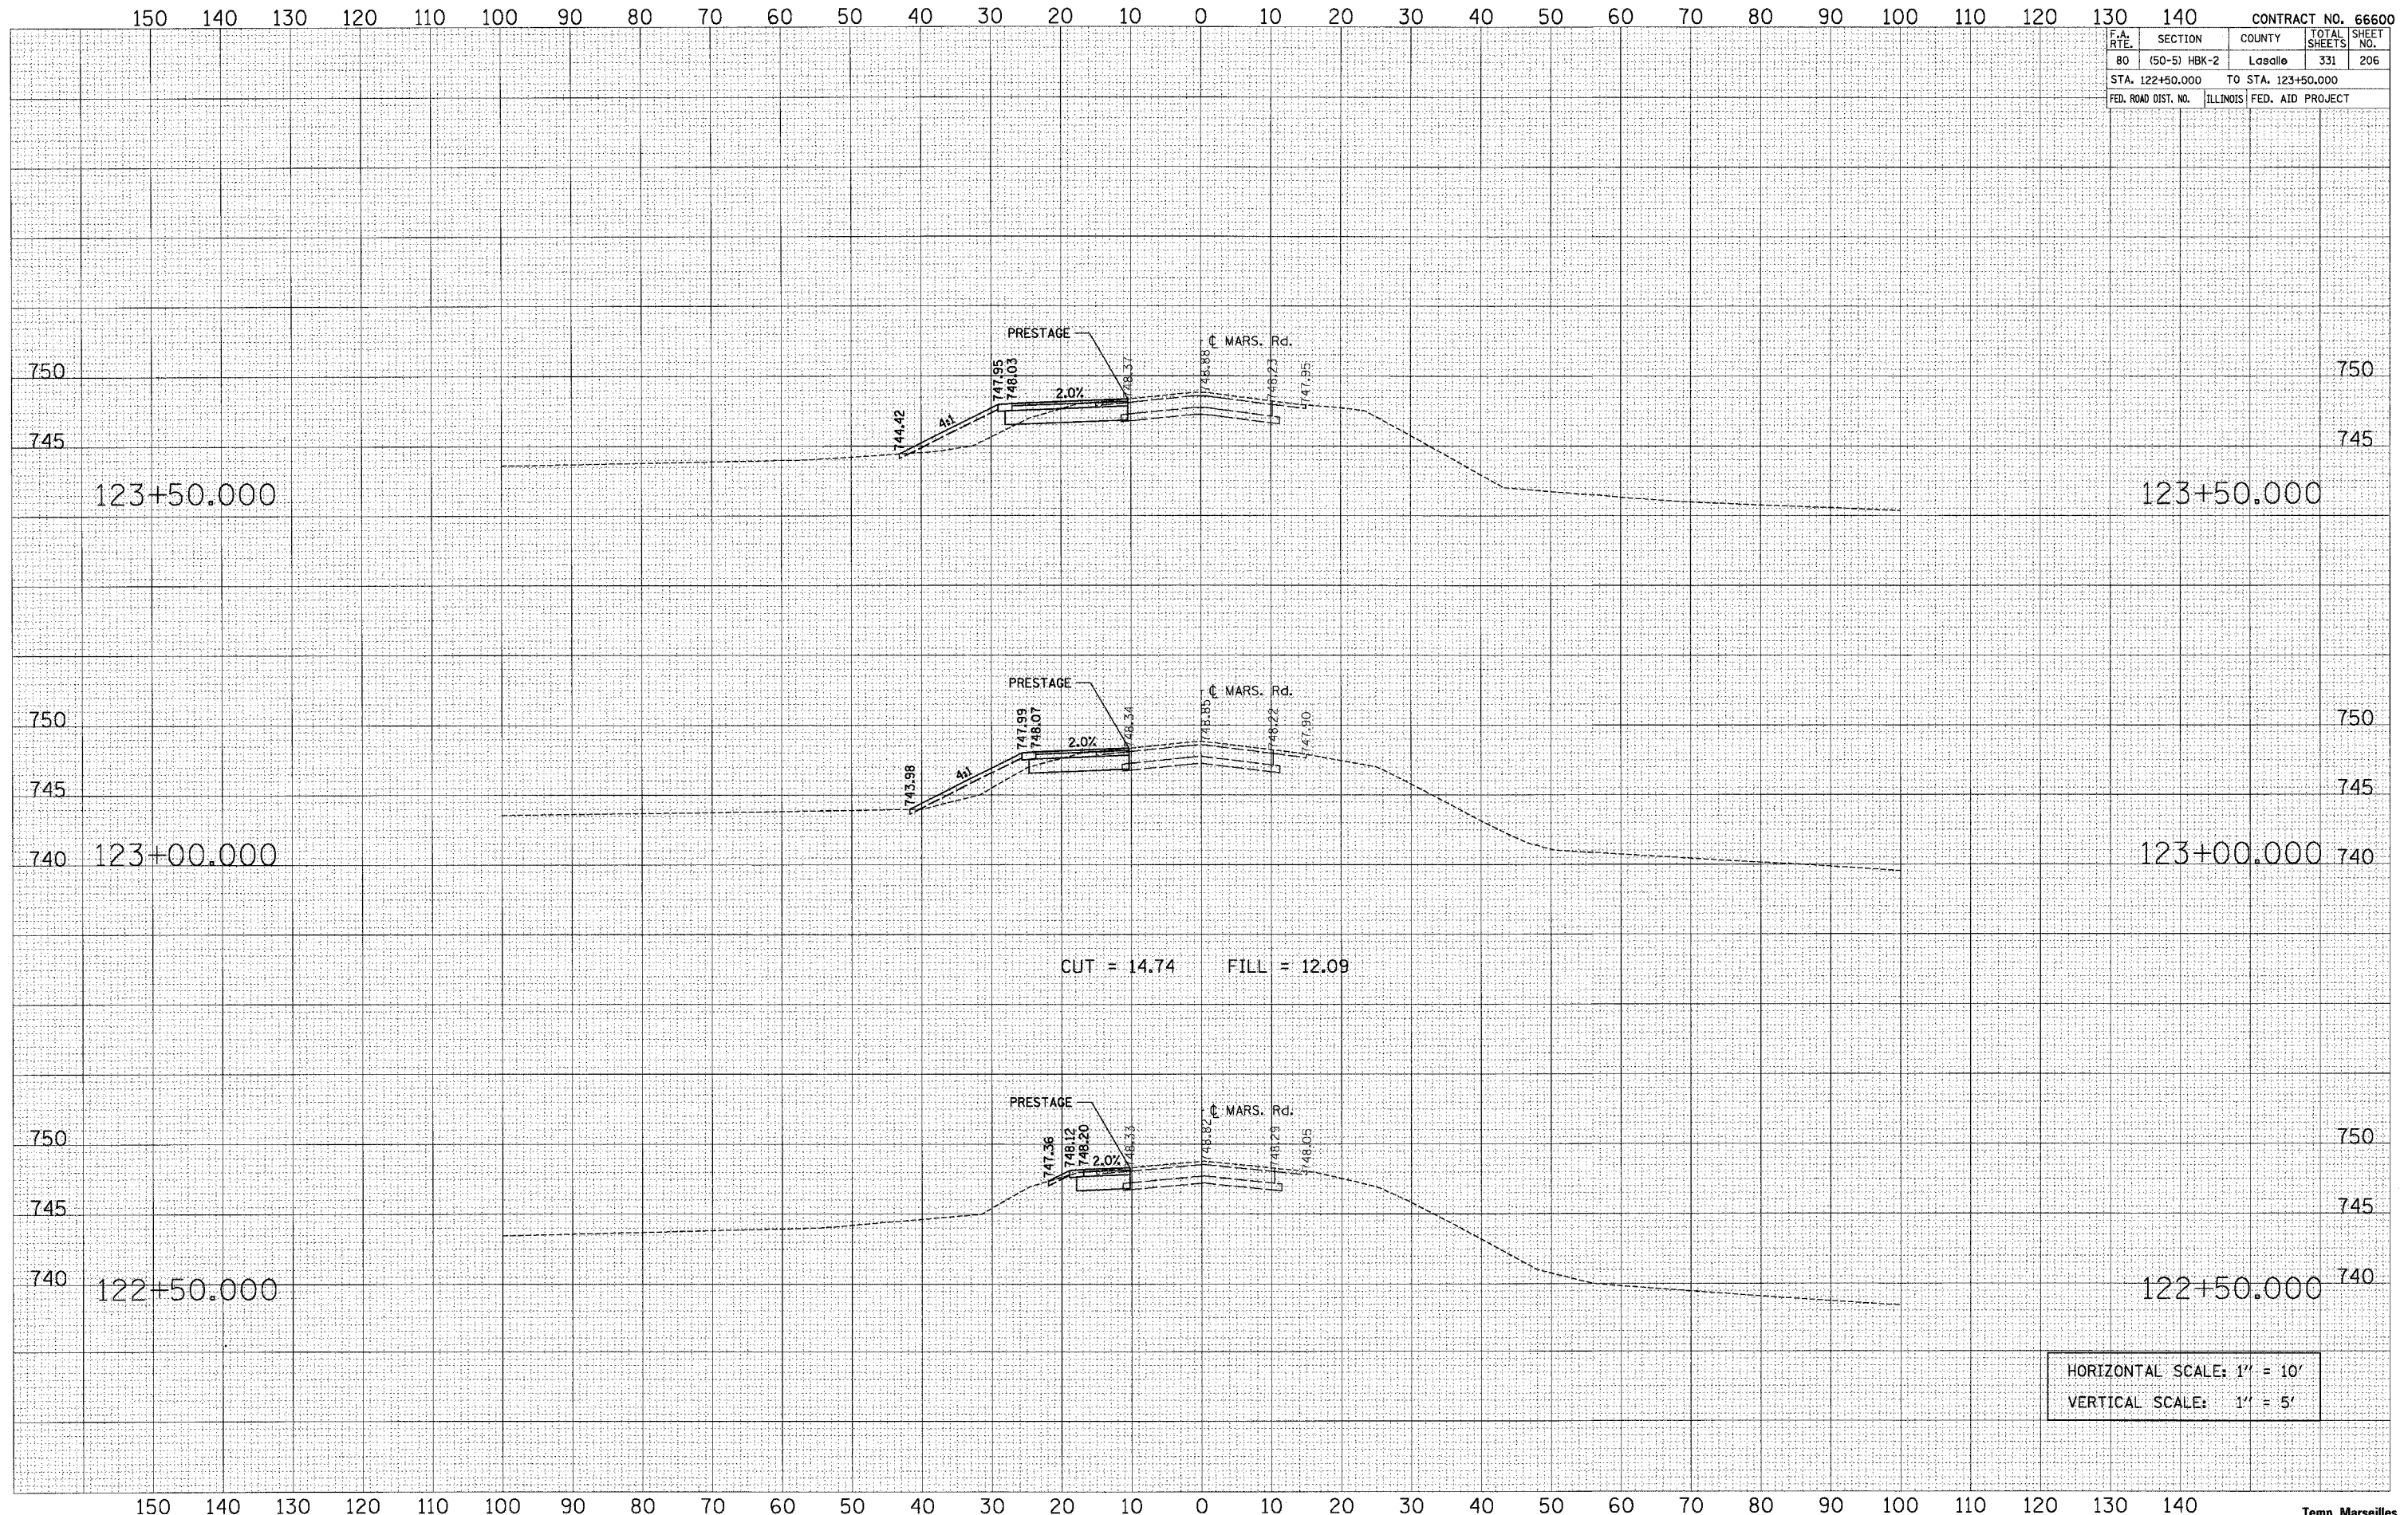 150 140 130 120 110 100 90 80 70 60 50 40 30 20 10 0 10 20 30 40 50 60 70 80 90 100 110 120 130 140
CONTRACT NO. 66600
F.A. RTE. SECTION COUNTY TOTAL SHEETS SHEET NO.
80 (50-5) HBK-2 Lasalle 331 206
STA. 122+50.000 TO STA. 123+50.000
FED. ROAD DIST. NO. ILLINOIS FED. AID PROJECT
PRESTAGE
℄ MARS. Rd.
750 750
744.42 747.95 748.03 748.37 748.88 748.23 747.95
4:1 2.0%
745 745
123+50.000 123+50.000
PRESTAGE
℄ MARS. Rd.
750 750
743.98 747.99 748.07 748.34 748.85 748.22 747.90
4:1 2.0%
745 745
740 123+00.000 123+00.000 740
CUT = 14.74 FILL = 12.09
PRESTAGE
℄ MARS. Rd.
750 750
747.36 748.12 748.20 748.33 748.82 748.29 748.05
2.0%
745 745
740 122+50.000 122+50.000 740
HORIZONTAL SCALE: 1" = 10'
VERTICAL SCALE: 1" = 5'
150 140 130 120 110 100 90 80 70 60 50 40 30 20 10 0 10 20 30 40 50 60 70 80 90 100 110 120 130 140
Temp. Marseilles